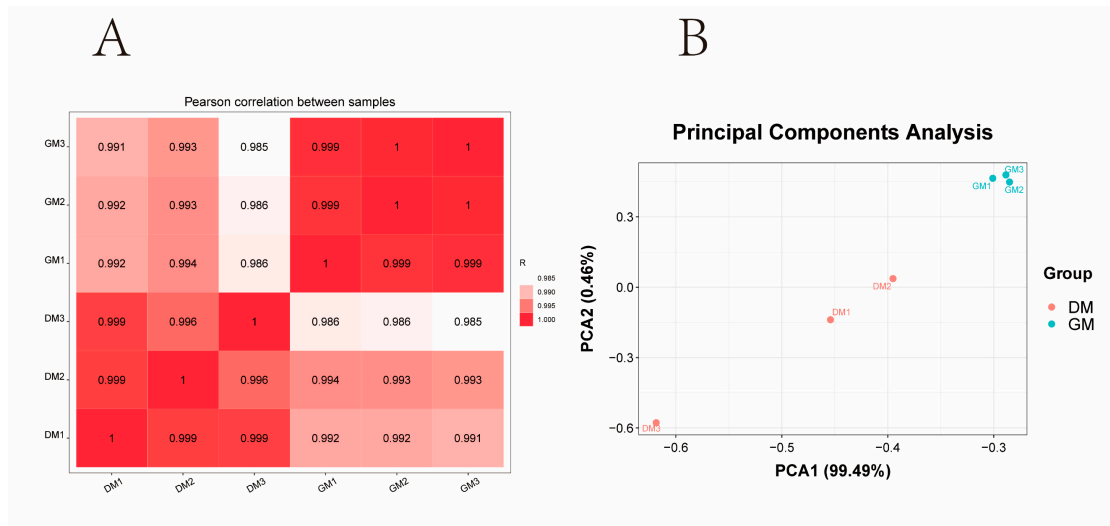 A
Pearson correlation between samples
GM3 0.991 0.993 0.985 0.999 1 1
GM2 0.992 0.993 0.986 0.999 1 1
GM1 0.992 0.994 0.986 1 0.999 0.999
DM3 0.999 0.996 1 0.986 0.986 0.985
DM2 0.999 1 0.996 0.994 0.993 0.993
DM1 1 0.999 0.999 0.992 0.992 0.991
DM1 DM2 DM3 GM1 GM2 GM3
R
0.985
0.990
0.995
1.000
B
Principal Components Analysis
PCA2 (0.46%)
0.3
0.0
−0.3
−0.6
GM3
GM1
GM2
DM2
DM1
DM3
−0.6 −0.5 −0.4 −0.3
PCA1 (99.49%)
Group
DM
GM